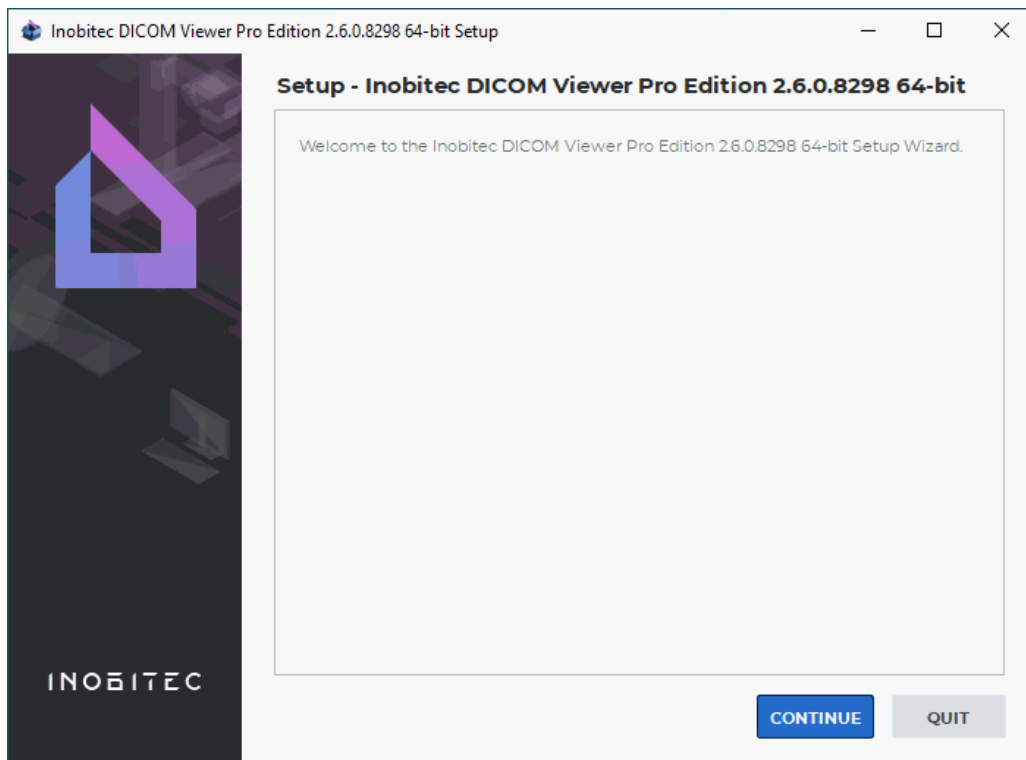 Inobitec DICOM Viewer Pro Edition 2.6.0.8298 64-bit Setup
Setup - Inobitec DICOM Viewer Pro Edition 2.6.0.8298 64-bit
Welcome to the Inobitec DICOM Viewer Pro Edition 2.6.0.8298 64-bit Setup Wizard.
INOBITEC
CONTINUE QUIT